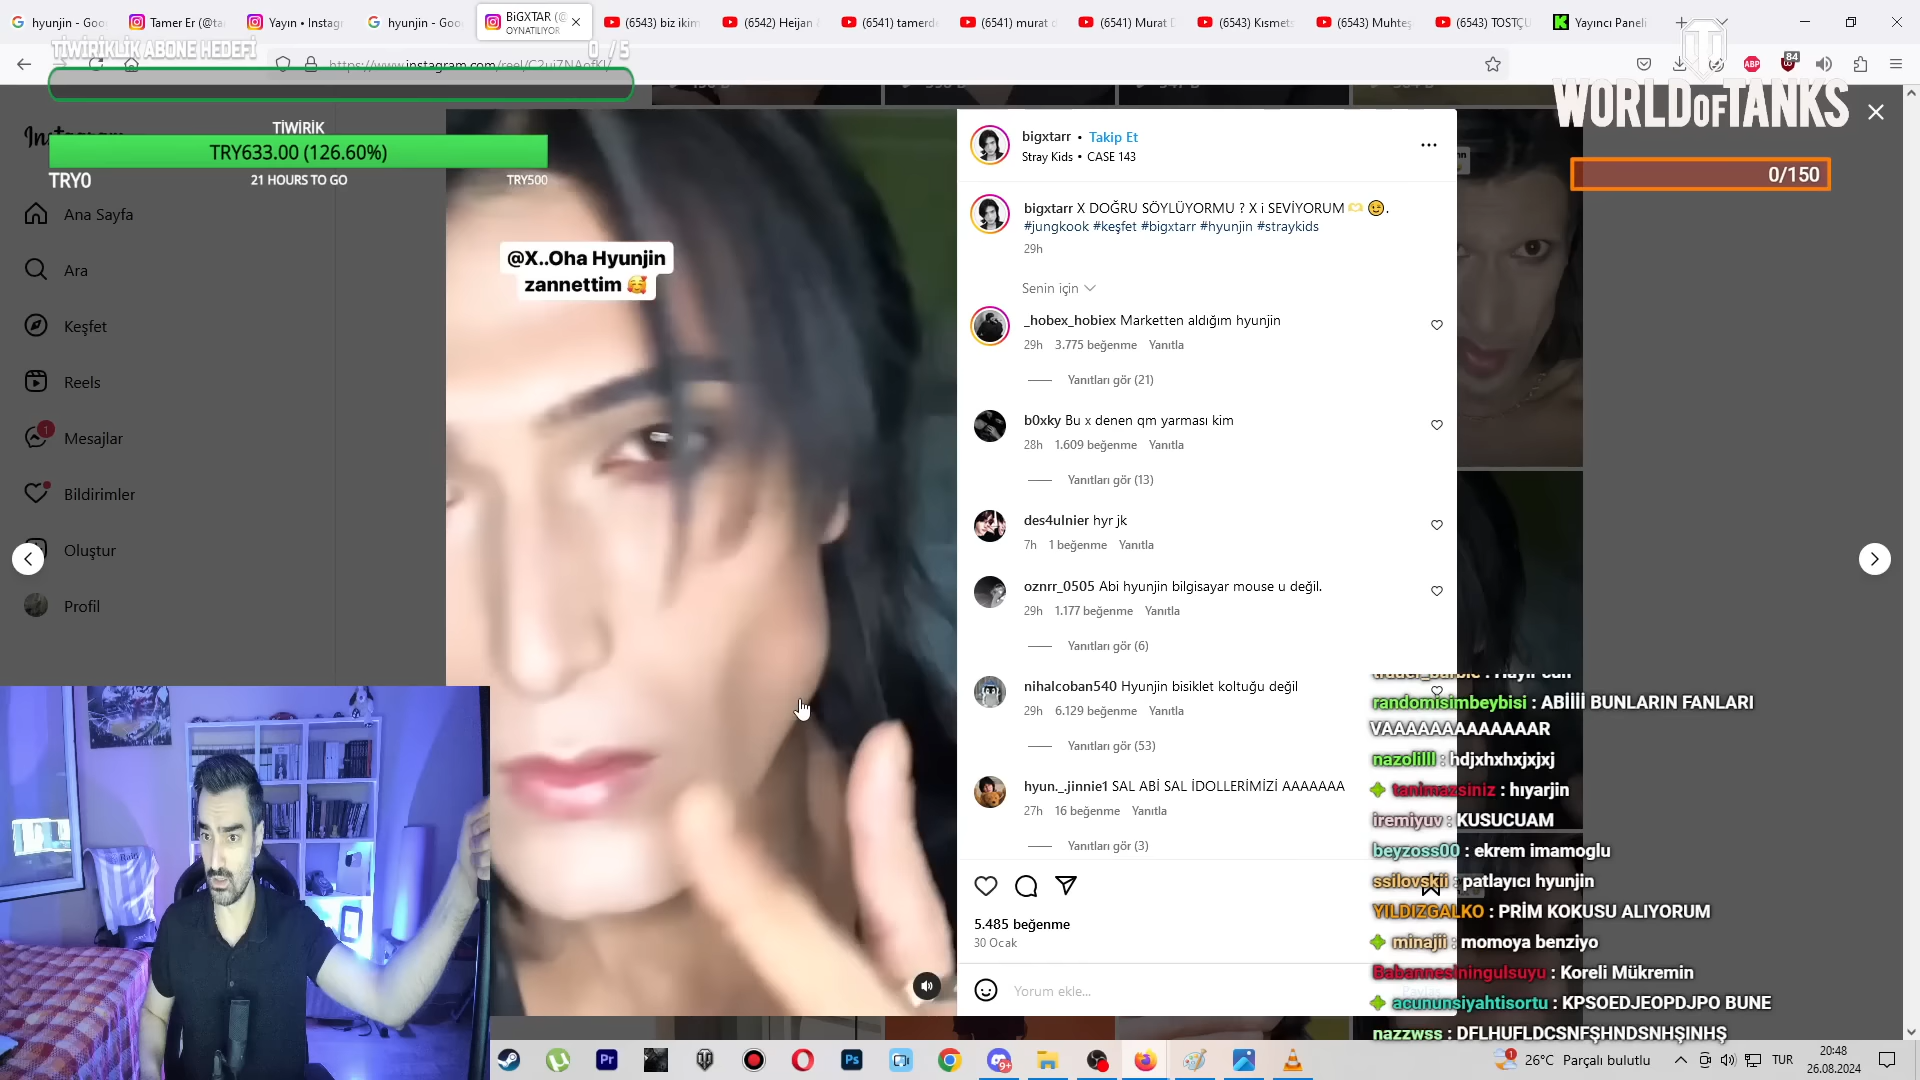 hyunjin - Goo
Tamer Er (@ta
Yayın • Instag
hyunjin - Goo
BiGXTAR (@
OYNATILIYOR
(6543) biz ikim
(6542) Heijan
(6541) tamerde
(6541) murat d
(6541) Murat D
(6543) Kısmets
(6543) Muhteş
(6543) TOSTÇU
Yayıncı Paneli
TİWİRİKLİK ABONE HEDEFİ
0 / 5
84
ABP
TİWİRİK
TRY633.00 (126.60%)
TRY0
21 HOURS TO GO
TRY500
WORLD OF TANKS
0/150
Ana Sayfa
Ara
Keşfet
Reels
1
Mesajlar
Bildirimler
Oluştur
Profil
@X..Oha Hyunjin
zannettim 🥰
bigxtarr • Takip Et
Stray Kids • CASE 143
bigxtarr X DOĞRU SÖYLÜYORMU ? X i SEVİYORUM 🫶 😉.
#jungkook #keşfet #bigxtarr #hyunjin #straykids
29h
Senin için
_hobex_hobiex Marketten aldığım hyunjin
29h 3.775 beğenme Yanıtla
Yanıtları gör (21)
b0xky Bu x denen qm yarması kim
28h 1.609 beğenme Yanıtla
Yanıtları gör (13)
des4ulnier hyr jk
7h 1 beğenme Yanıtla
oznrr_0505 Abi hyunjin bilgisayar mouse u değil.
29h 1.177 beğenme Yanıtla
Yanıtları gör (6)
nihalcoban540 Hyunjin bisiklet koltuğu değil
29h 6.129 beğenme Yanıtla
Yanıtları gör (53)
hyun._.jinnie1 SAL ABİ SAL İDOLLERİMİZİ AAAAAAA
27h 16 beğenme Yanıtla
Yanıtları gör (3)
5.485 beğenme
30 Ocak
Yorum ekle...
randomisimbeybisi : ABİİİİ BUNLARIN FANLARI
VAAAAAAAAAAAAR
nazolilll : hdjxhxhxjxjxj
tanimazsiniz : hıyarjin
iremiyuv : KUSUCUAM
beyzoss00 : ekrem imamoglu
ssilovskii : patlayıcı hyunjin
YILDIZGALKO : PRİM KOKUSU ALIYORUM
minajii : momoya benziyo
Babannesiningulsuyu : Koreli Mükremin
acununsiyahtisortu : KPSOEDJEOPDJPO BUNE
nazzwss : DFLHUFLDCSNFŞHNDSNHŞINHŞ
26°C Parçalı bulutlu
TUR
20:48
26.08.2024